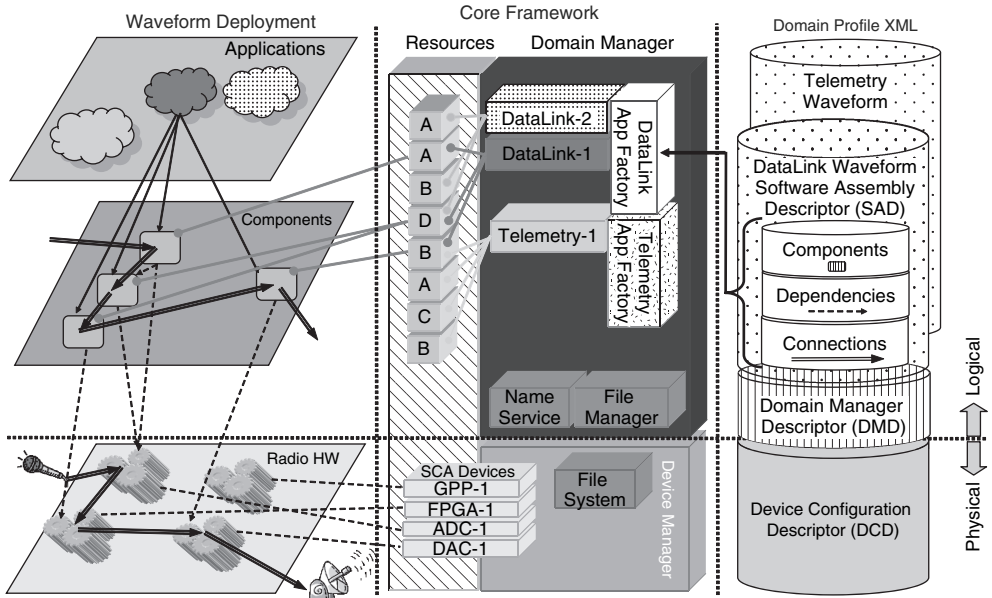 Waveform Deployment
Applications
Components
Radio HW
Core Framework
Resources
Domain Manager
A
A
B
D
B
A
C
B
DataLink-2
DataLink-1
Telemetry-1
DataLink
App Factory
Telemetry
App Factory
Name
Service
File
Manager
SCA Devices
GPP-1
FPGA-1
ADC-1
DAC-1
File
System
Device Manager
Domain Profile XML
Telemetry
Waveform
DataLink Waveform
Software Assembly
Descriptor (SAD)
Components
Dependencies
Connections
Domain Manager
Descriptor (DMD)
Device Configuration
Descriptor (DCD)
Logical
Physical